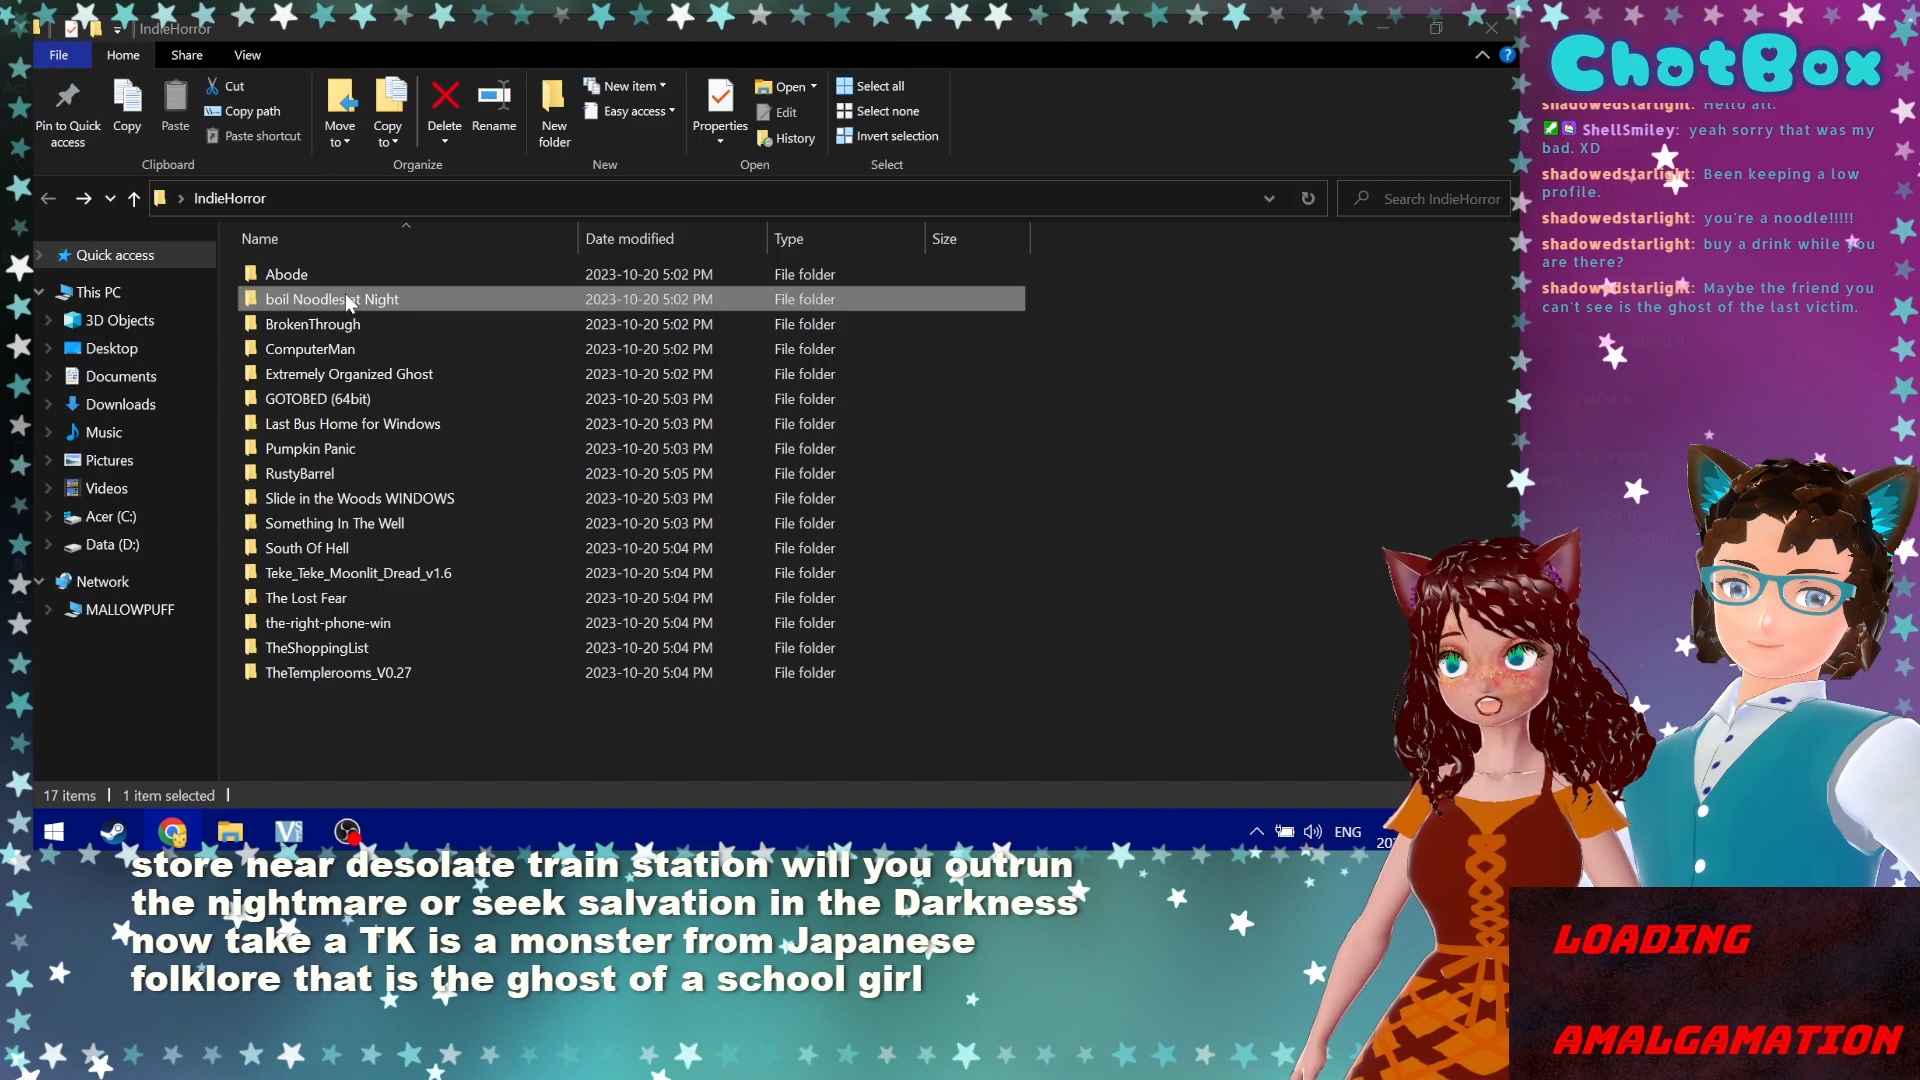 IndieHorror
File Home Share View
Pin to Quick access
Copy
Paste
Cut
Copy path
Paste shortcut
Clipboard
Move to
Copy to
Delete
Rename
Organize
New folder
New item
Easy access
New
Properties
Open
Edit
History
Open
Select all
Select none
Invert selection
Select
IndieHorror
Search IndieHorror
Quick access
This PC
3D Objects
Desktop
Documents
Downloads
Music
Pictures
Videos
Acer (C:)
Data (D:)
Network
MALLOWPUFF
Name Date modified Type Size
Abode 2023-10-20 5:02 PM File folder
boil Noodles at Night 2023-10-20 5:02 PM File folder
BrokenThrough 2023-10-20 5:02 PM File folder
ComputerMan 2023-10-20 5:02 PM File folder
Extremely Organized Ghost 2023-10-20 5:02 PM File folder
GOTOBED (64bit) 2023-10-20 5:03 PM File folder
Last Bus Home for Windows 2023-10-20 5:03 PM File folder
Pumpkin Panic 2023-10-20 5:03 PM File folder
RustyBarrel 2023-10-20 5:05 PM File folder
Slide in the Woods WINDOWS 2023-10-20 5:03 PM File folder
Something In The Well 2023-10-20 5:03 PM File folder
South Of Hell 2023-10-20 5:04 PM File folder
Teke_Teke_Moonlit_Dread_v1.6 2023-10-20 5:04 PM File folder
The Lost Fear 2023-10-20 5:04 PM File folder
the-right-phone-win 2023-10-20 5:04 PM File folder
TheShoppingList 2023-10-20 5:04 PM File folder
TheTemplerooms_V0.27 2023-10-20 5:04 PM File folder
17 items 1 item selected
ENG
store near desolate train station will you outrun
the nightmare or seek salvation in the Darkness
now take a TK is a monster from Japanese
folklore that is the ghost of a school girl
ChatBox
shadowedstarlight: Hello all.
ShellSmiley: yeah sorry that was my
bad. XD
shadowedstarlight: Been keeping a low
profile.
shadowedstarlight: you're a noodle!!!!!
shadowedstarlight: buy a drink while you
are there?
shadowedstarlight: Maybe the friend you
can't see is the ghost of the last victim.
LOADING
AMALGAMATION